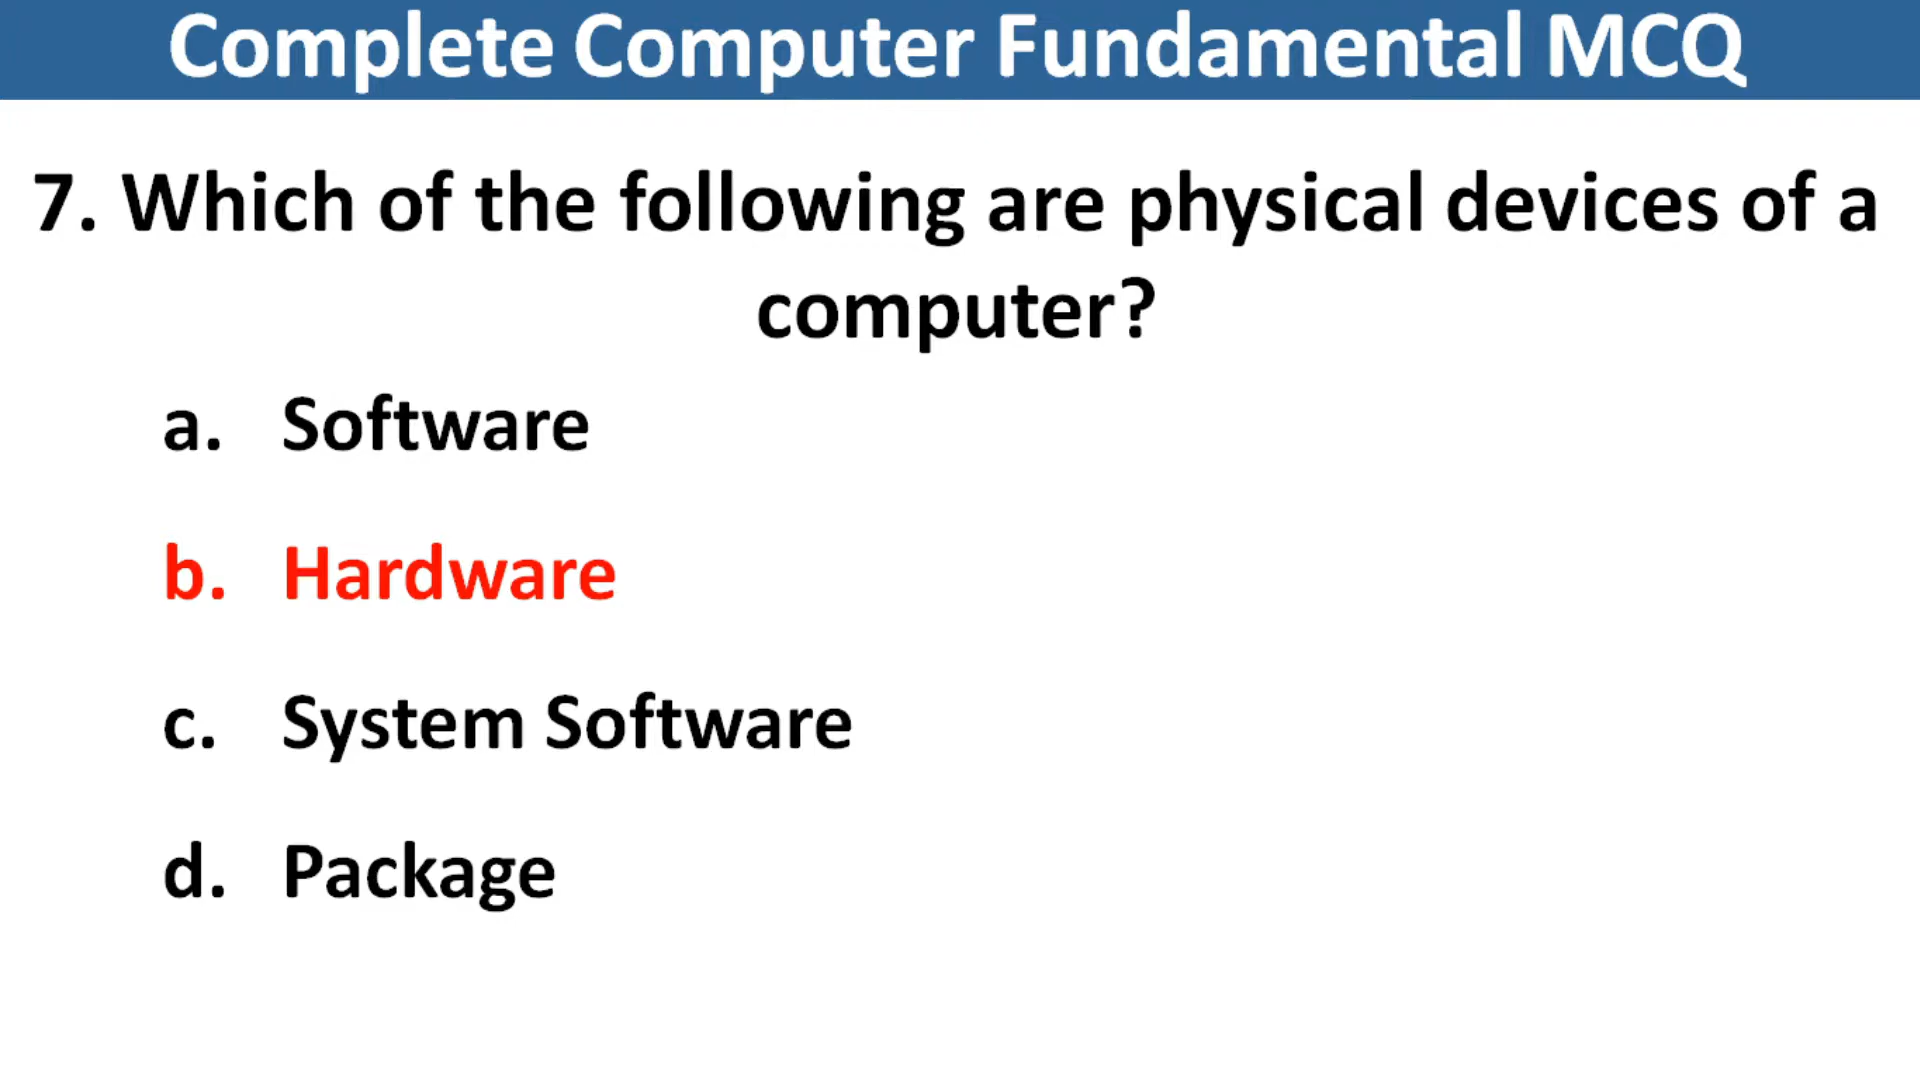 Complete Computer Fundamental MCQ
7. Which of the following are physical devices of a
computer?
a. Software
b. Hardware
c. System Software
d. Package